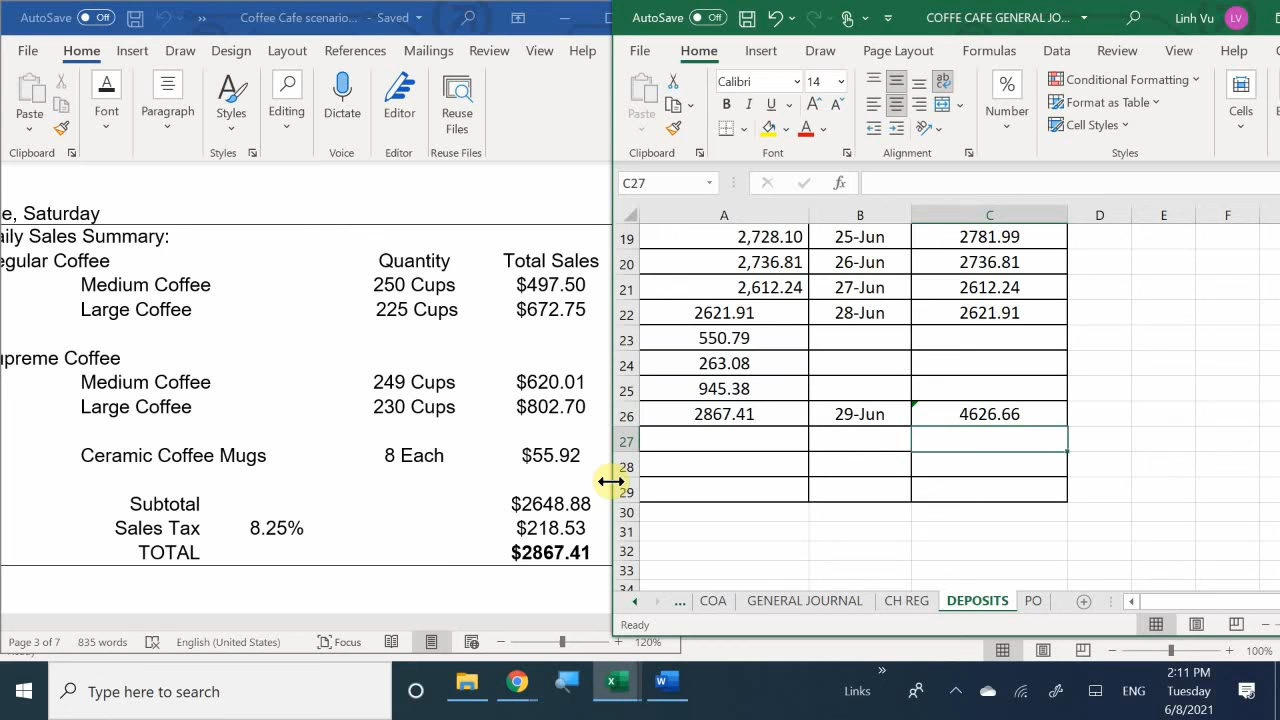 AutoSave Off Coffee Cafe scenario... - Saved
File Home Insert Draw Design Layout References Mailings Review View Help
Paste Font Paragraph Styles Editing Dictate Editor Reuse Files
Clipboard Styles Voice Editor Reuse Files
e, Saturday
aily Sales Summary:
egular Coffee Quantity Total Sales
Medium Coffee 250 Cups $497.50
Large Coffee 225 Cups $672.75
upreme Coffee
Medium Coffee 249 Cups $620.01
Large Coffee 230 Cups $802.70
Ceramic Coffee Mugs 8 Each $55.92
Subtotal $2648.88
Sales Tax 8.25% $218.53
TOTAL $2867.41
Page 3 of 7 835 words English (United States) Focus 120%
AutoSave Off COFFE CAFE GENERAL JO... Linh Vu LV
File Home Insert Draw Page Layout Formulas Data Review View Help
Paste Calibri 14 Number Conditional Formatting Cells
B I U A A Format as Table
Cell Styles
Clipboard Font Alignment Styles
C27 fx
A B C D E F
19 2,728.10 25-Jun 2781.99
20 2,736.81 26-Jun 2736.81
21 2,612.24 27-Jun 2612.24
22 2621.91 28-Jun 2621.91
23 550.79
24 263.08
25 945.38
26 2867.41 29-Jun 4626.66
27
28
29
30
31
32
33
34
... COA GENERAL JOURNAL CH REG DEPOSITS PO
Ready
100%
Type here to search Links ENG 2:11 PM
Tuesday
6/8/2021